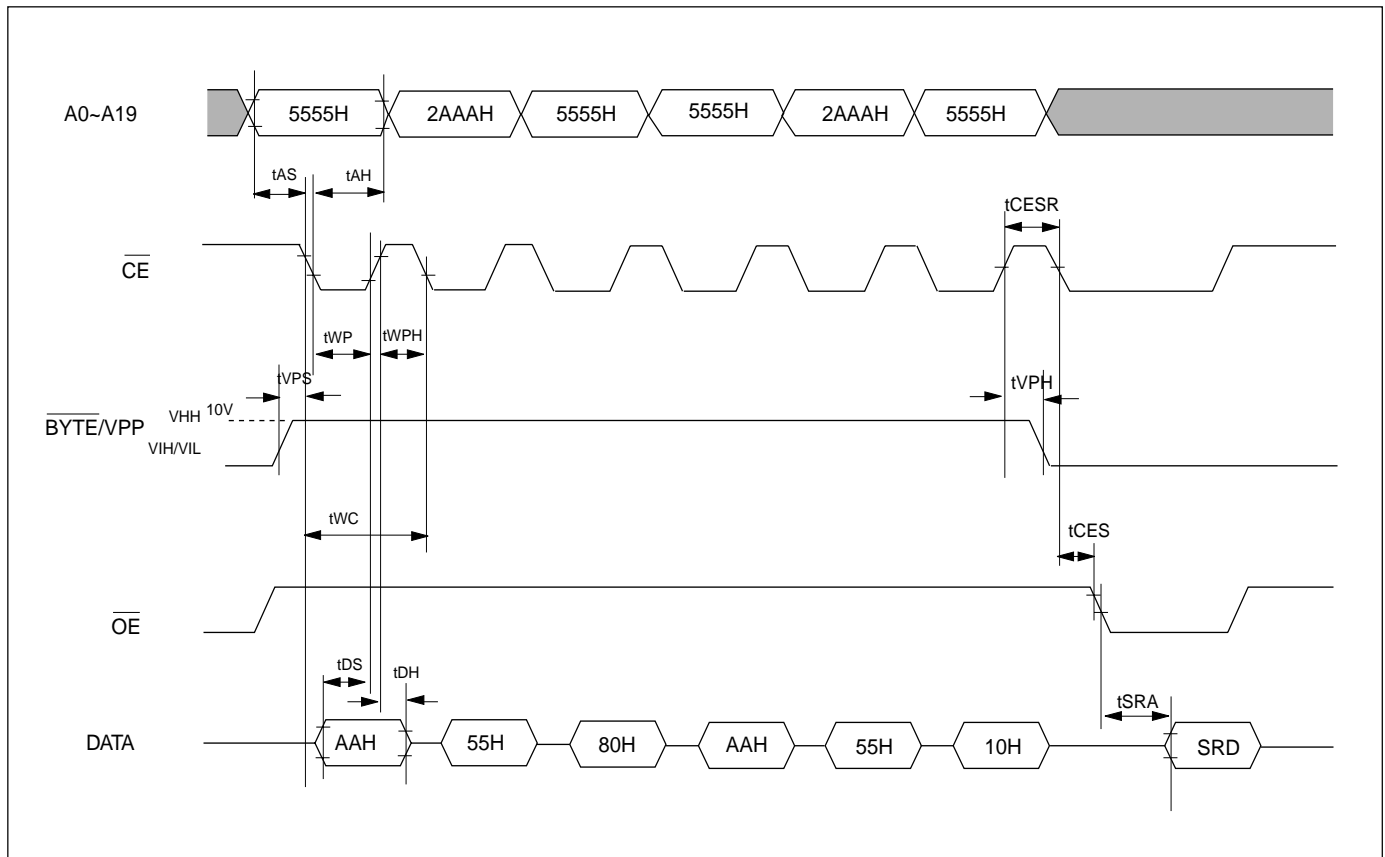 A0~A19 5555H 2AAAH 5555H 5555H 2AAAH 5555H
tAS tAH
tCESR
CE
tWP tWPH
tVPS tVPH
BYTE/VPP VHH 10V
VIH/VIL
tWC
tCES
OE
tDS tDH
tSRA
DATA AAH 55H 80H AAH 55H 10H SRD